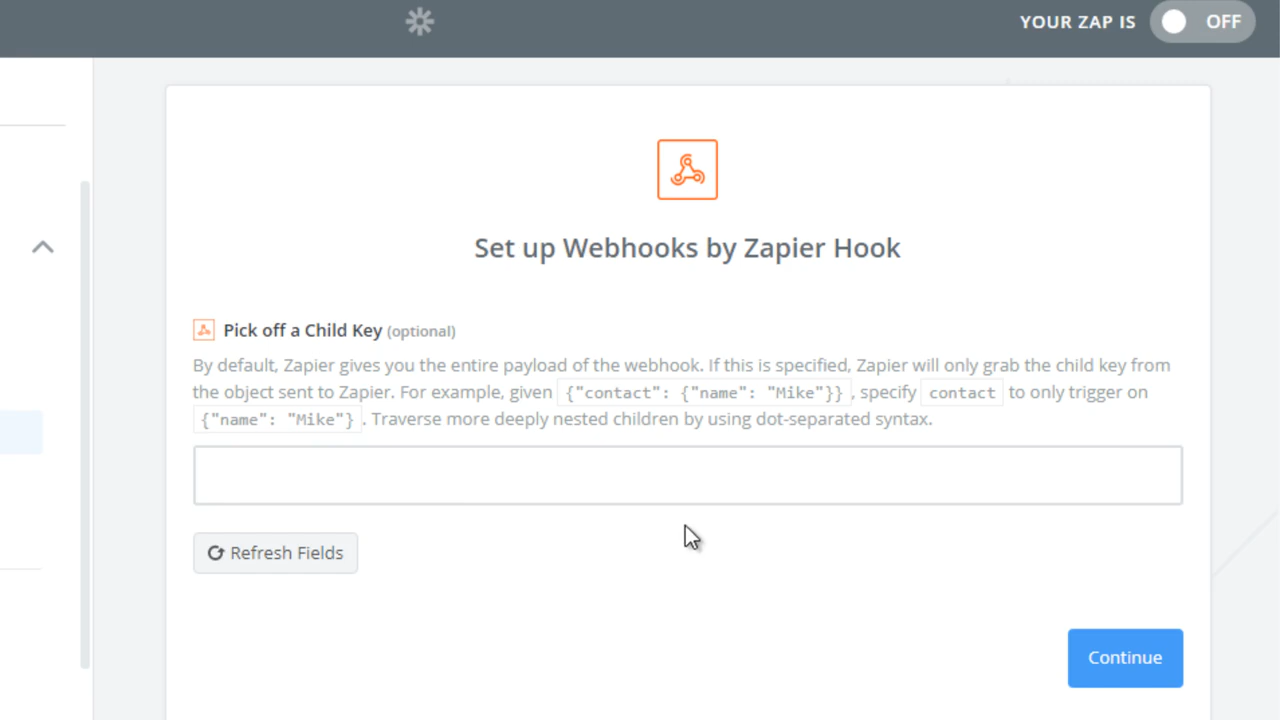 YOUR ZAP IS OFF
Set up Webhooks by Zapier Hook
Pick off a Child Key (optional)
By default, Zapier gives you the entire payload of the webhook. If this is specified, Zapier will only grab the child key from
the object sent to Zapier. For example, given {"contact": {"name": "Mike"}} , specify contact to only trigger on
{"name": "Mike"} . Traverse more deeply nested children by using dot-separated syntax.
Refresh Fields
Continue